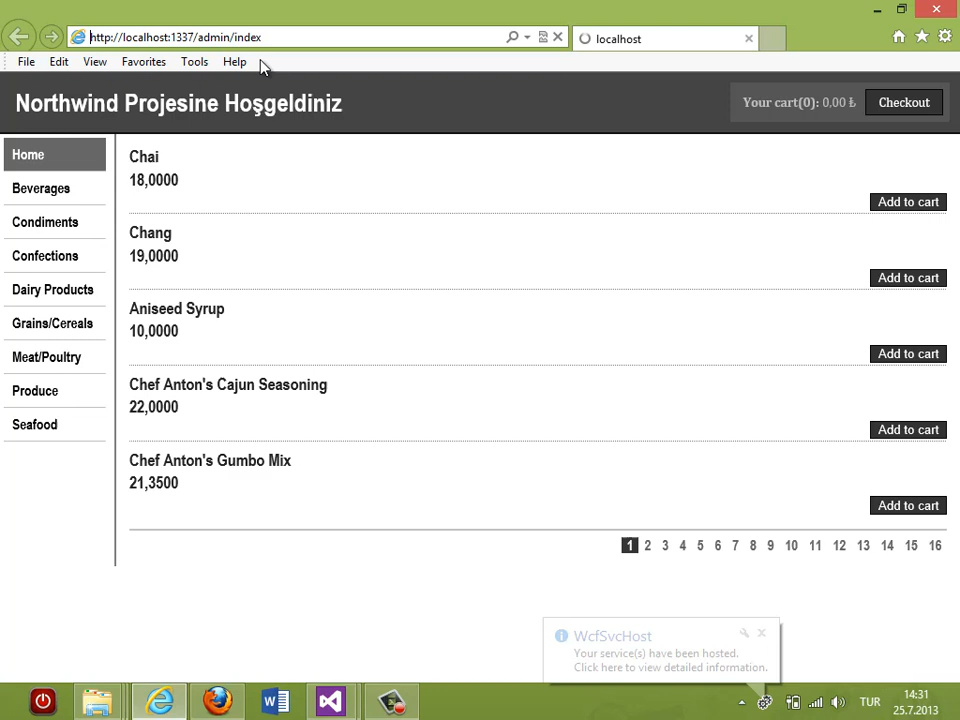 http://localhost:1337/admin/index
localhost
File Edit View Favorites Tools Help
Northwind Projesine Hoşgeldiniz
Your cart(0): 0,00 ₺
Checkout
Home
Beverages
Condiments
Confections
Dairy Products
Grains/Cereals
Meat/Poultry
Produce
Seafood
Chai
18,0000
Add to cart
Chang
19,0000
Add to cart
Aniseed Syrup
10,0000
Add to cart
Chef Anton's Cajun Seasoning
22,0000
Add to cart
Chef Anton's Gumbo Mix
21,3500
Add to cart
1 2 3 4 5 6 7 8 9 10 11 12 13 14 15 16
WcfSvcHost
Your service(s) have been hosted.
Click here to view detailed information.
TUR
14:31
25.7.2013